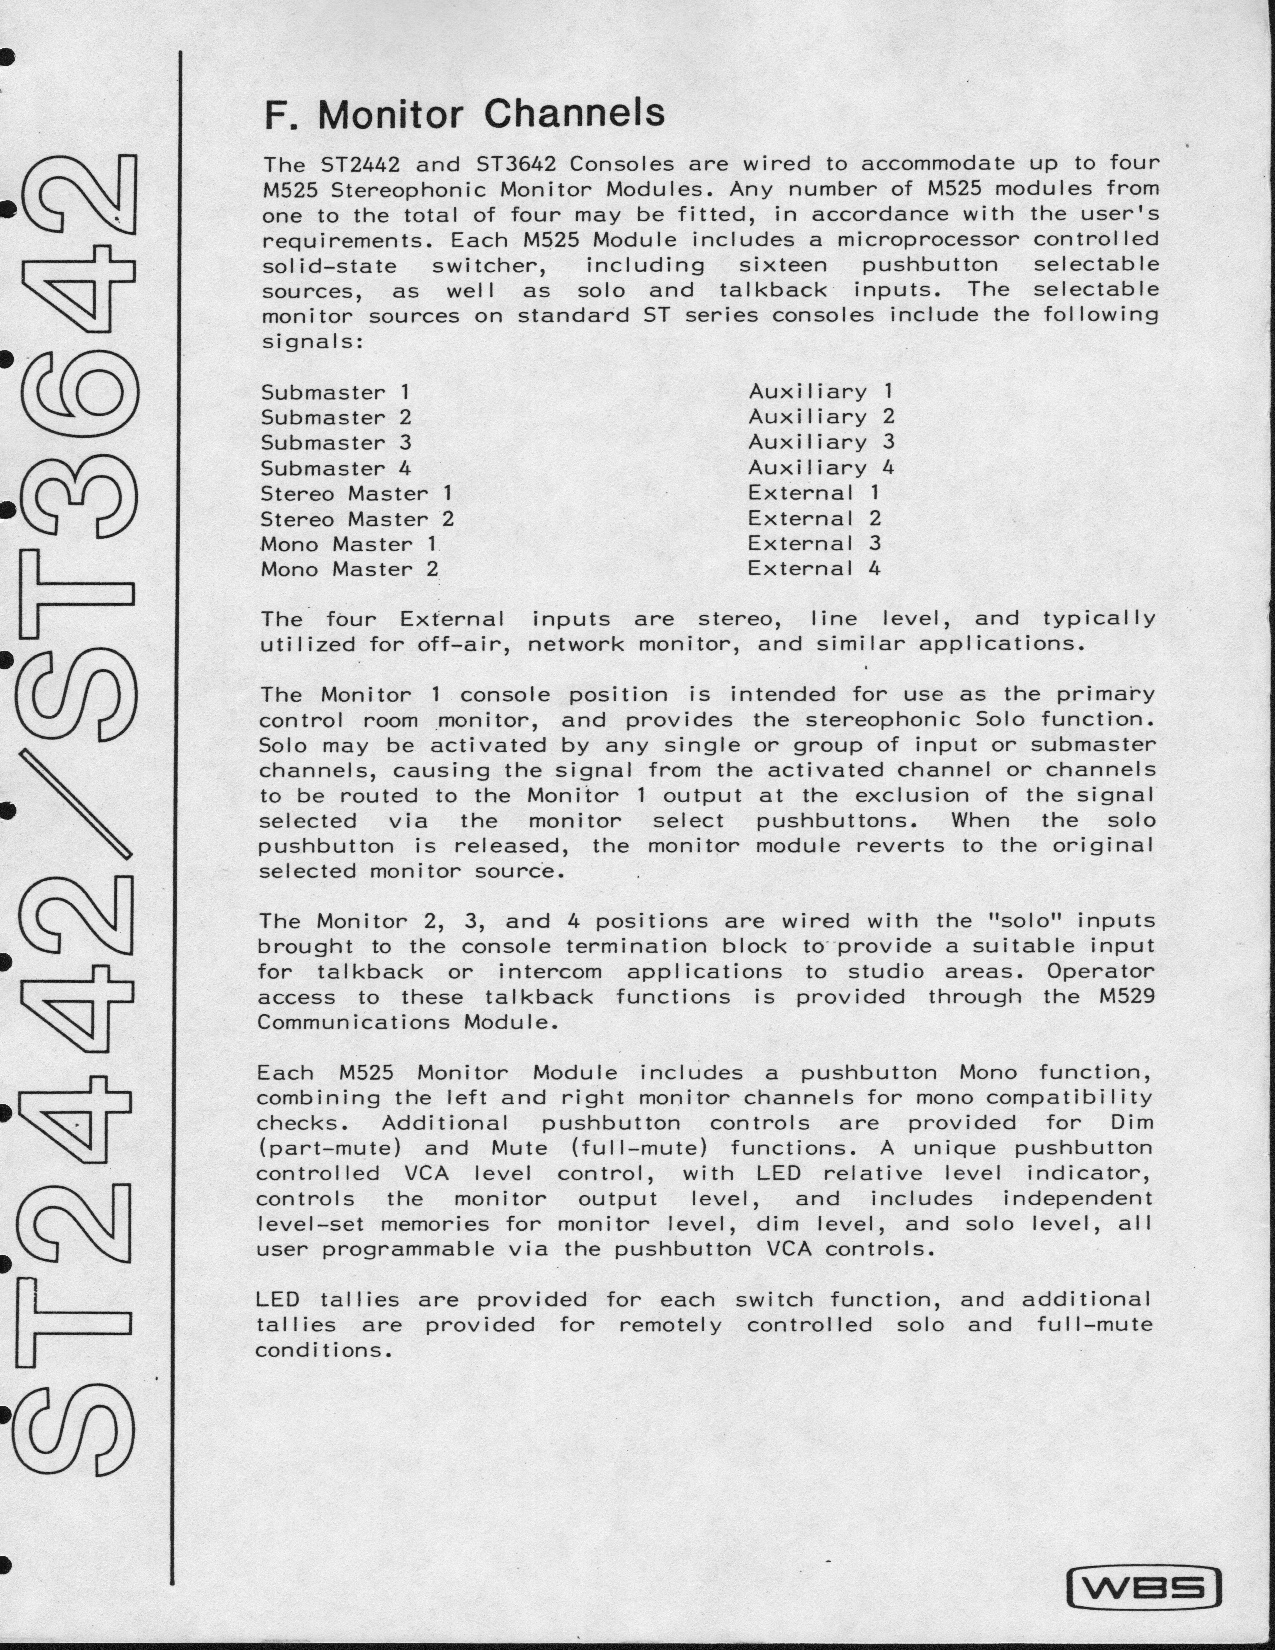 ST2442/ST3642
F. Monitor Channels
The ST2442 and ST3642 Consoles are wired to accommodate up to four
M525 Stereophonic Monitor Modules. Any number of M525 modules from
one to the total of four may be fitted, in accordance with the user's
requirements. Each M525 Module includes a microprocessor controlled
solid-state switcher, including sixteen pushbutton selectable
sources, as well as solo and talkback inputs. The selectable
monitor sources on standard ST series consoles include the following
signals:
Submaster 1
Submaster 2
Submaster 3
Submaster 4
Stereo Master 1
Stereo Master 2
Mono Master 1
Mono Master 2
Auxiliary 1
Auxiliary 2
Auxiliary 3
Auxiliary 4
External 1
External 2
External 3
External 4
The four External inputs are stereo, line level, and typically
utilized for off-air, network monitor, and similar applications.
The Monitor 1 console position is intended for use as the primary
control room monitor, and provides the stereophonic Solo function.
Solo may be activated by any single or group of input or submaster
channels, causing the signal from the activated channel or channels
to be routed to the Monitor 1 output at the exclusion of the signal
selected via the monitor select pushbuttons. When the solo
pushbutton is released, the monitor module reverts to the original
selected monitor source.
The Monitor 2, 3, and 4 positions are wired with the "solo" inputs
brought to the console termination block to provide a suitable input
for talkback or intercom applications to studio areas. Operator
access to these talkback functions is provided through the M529
Communications Module.
Each M525 Monitor Module includes a pushbutton Mono function,
combining the left and right monitor channels for mono compatibility
checks. Additional pushbutton controls are provided for Dim
(part-mute) and Mute (full-mute) functions. A unique pushbutton
controlled VCA level control, with LED relative level indicator,
controls the monitor output level, and includes independent
level-set memories for monitor level, dim level, and solo level, all
user programmable via the pushbutton VCA controls.
LED tallies are provided for each switch function, and additional
tallies are provided for remotely controlled solo and full-mute
conditions.
WBS